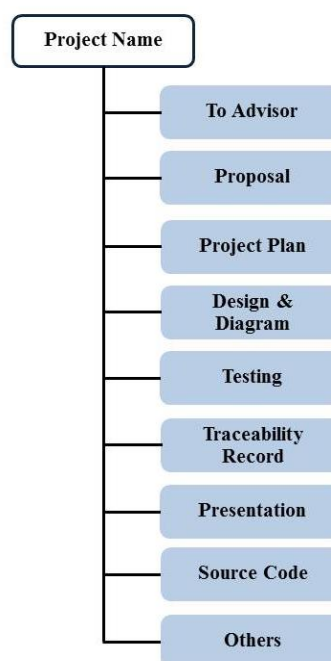 Project Name
To Advisor
Proposal
Project Plan
Design &
Diagram
Testing
Traceability
Record
Presentation
Source Code
Others